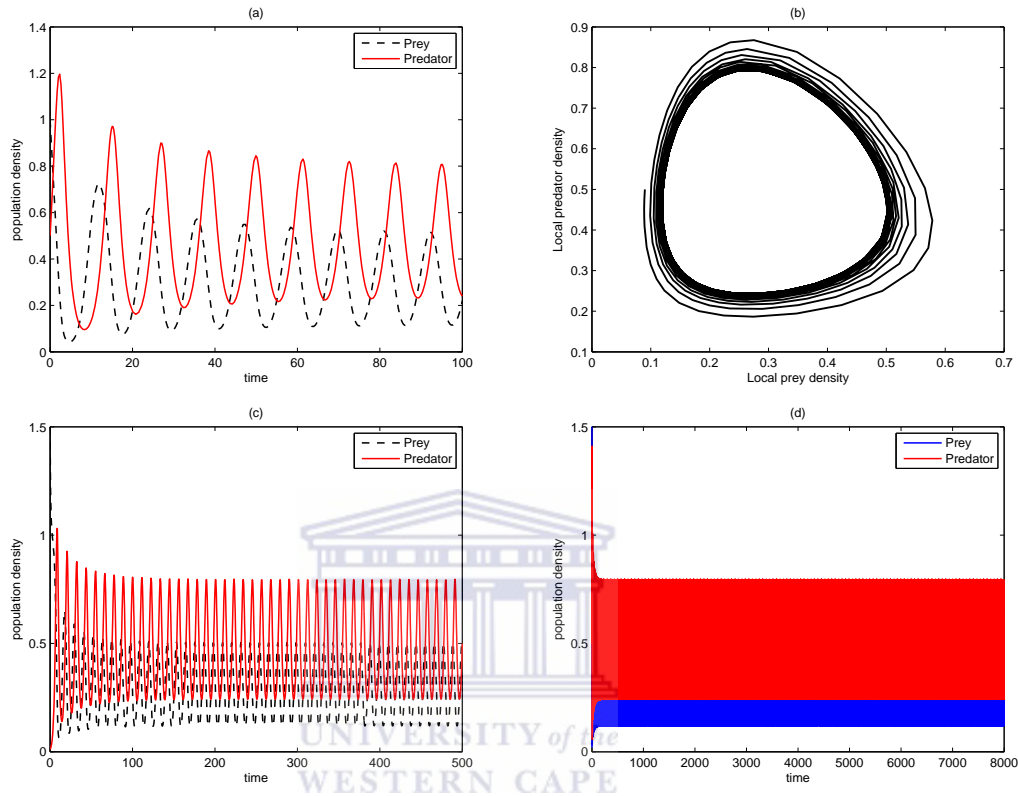 (a)
1.4
1.2
1
0.8
0.6
0.4
0.2
0
0 20 40 60 80 100
population density
time
Prey
Predator
(b)
0.9
0.8
0.7
0.6
0.5
0.4
0.3
0.2
0.1
0 0.1 0.2 0.3 0.4 0.5 0.6 0.7
Local predator density
Local prey density
(c)
1.5
1
0.5
0
0 100 200 300 400 500
population density
time
Prey
Predator
(d)
1.5
1
0.5
0
0 1000 2000 3000 4000 5000 6000 7000 8000
population density
time
Prey
Predator
UNIVERSITY of the
WESTERN CAPE